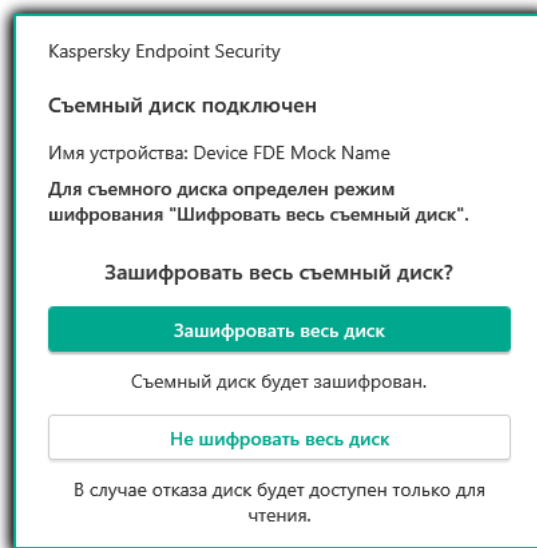 Kaspersky Endpoint Security
Съемный диск подключен
Имя устройства: Device FDE Mock Name
Для съемного диска определен режим
шифрования "Шифровать весь съемный диск".
Зашифровать весь съемный диск?
Зашифровать весь диск
Съемный диск будет зашифрован.
Не шифровать весь диск
В случае отказа диск будет доступен только для
чтения.